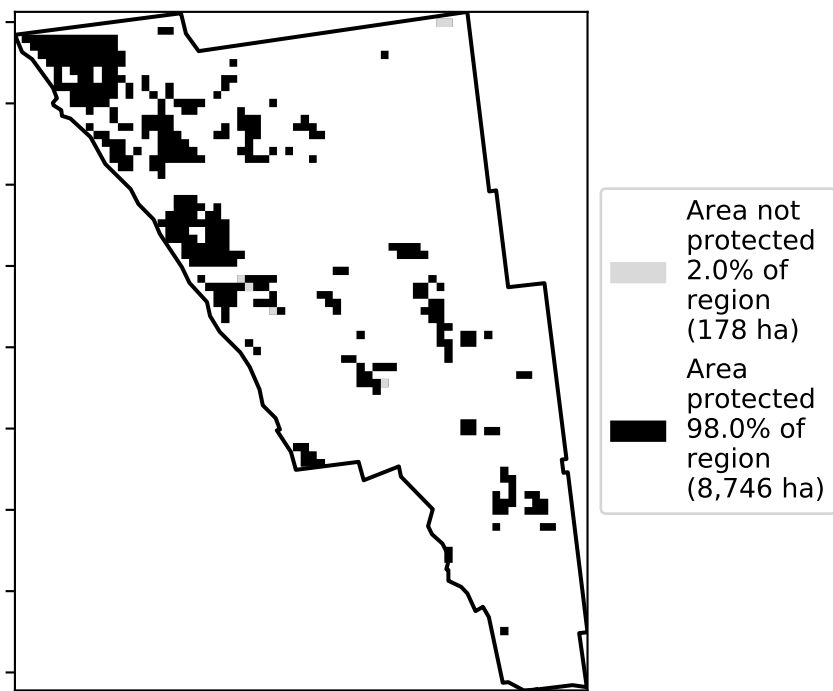 Area not
protected
2.0% of
region
(178 ha)
Area
protected
98.0% of
region
(8,746 ha)